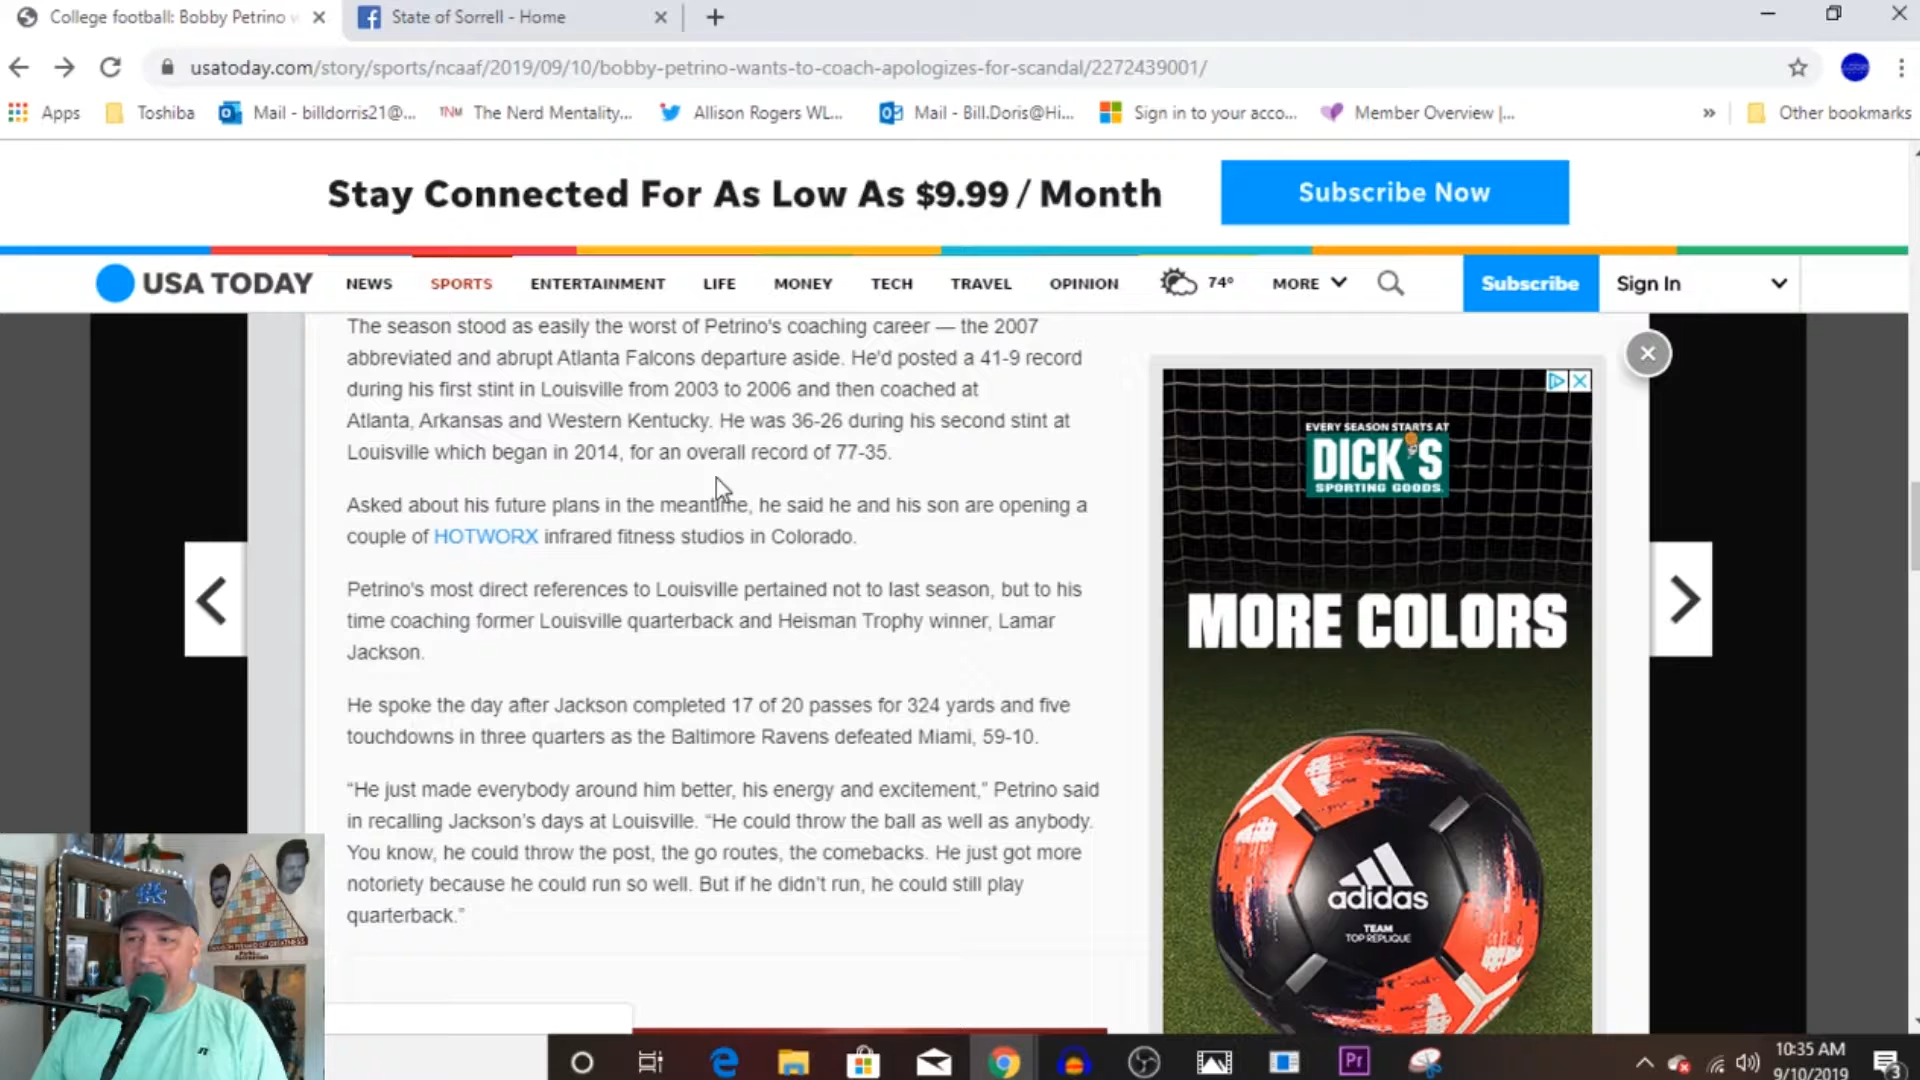 College football: Bobby Petrino w
State of Sorrell - Home
usatoday.com/story/sports/ncaaf/2019/09/10/bobby-petrino-wants-to-coach-apologizes-for-scandal/2272439001/
Apps Toshiba Mail - billdorris21@... The Nerd Mentality... Allison Rogers WL... Mail - Bill.Doris@Hi... Sign in to your acco... Member Overview |... » Other bookmarks
Stay Connected For As Low As $9.99 / Month Subscribe Now
USA TODAY NEWS SPORTS ENTERTAINMENT LIFE MONEY TECH TRAVEL OPINION 74° MORE Subscribe Sign In
The season stood as easily the worst of Petrino's coaching career — the 2007
abbreviated and abrupt Atlanta Falcons departure aside. He'd posted a 41-9 record
during his first stint in Louisville from 2003 to 2006 and then coached at
Atlanta, Arkansas and Western Kentucky. He was 36-26 during his second stint at
Louisville which began in 2014, for an overall record of 77-35.
Asked about his future plans in the meantime, he said he and his son are opening a
couple of HOTWORX infrared fitness studios in Colorado.
Petrino's most direct references to Louisville pertained not to last season, but to his
time coaching former Louisville quarterback and Heisman Trophy winner, Lamar
Jackson.
He spoke the day after Jackson completed 17 of 20 passes for 324 yards and five
touchdowns in three quarters as the Baltimore Ravens defeated Miami, 59-10.
“He just made everybody around him better, his energy and excitement,” Petrino said
in recalling Jackson's days at Louisville. “He could throw the ball as well as anybody.
You know, he could throw the post, the go routes, the comebacks. He just got more
notoriety because he could run so well. But if he didn't run, he could still play
quarterback.”
EVERY SEASON STARTS AT
DICK'S
SPORTING GOODS
MORE COLORS
adidas
TEAM
TOP REPLIQUE
Pr
10:35 AM
9/10/2019
3